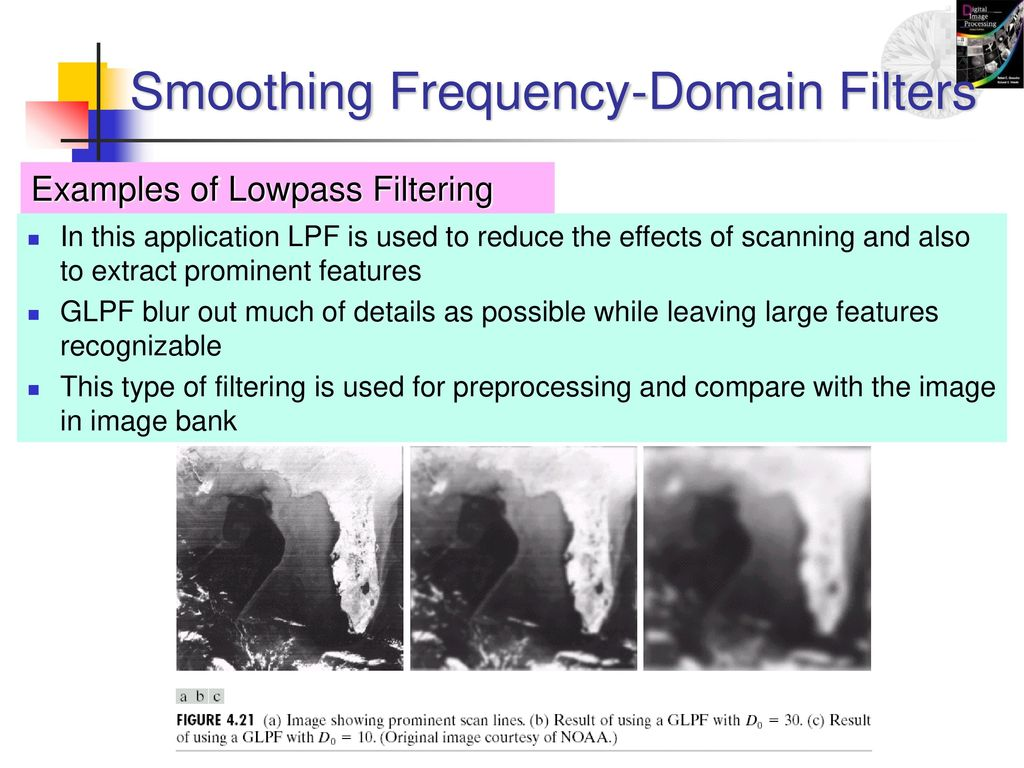 Digital
Image
Processing
Smoothing Frequency-Domain Filters
Examples of Lowpass Filtering
In this application LPF is used to reduce the effects of scanning and also
to extract prominent features
GLPF blur out much of details as possible while leaving large features
recognizable
This type of filtering is used for preprocessing and compare with the image
in image bank
a b c
FIGURE 4.21 (a) Image showing prominent scan lines. (b) Result of using a GLPF with D₀ = 30. (c) Result
of using a GLPF with D₀ = 10. (Original image courtesy of NOAA.)